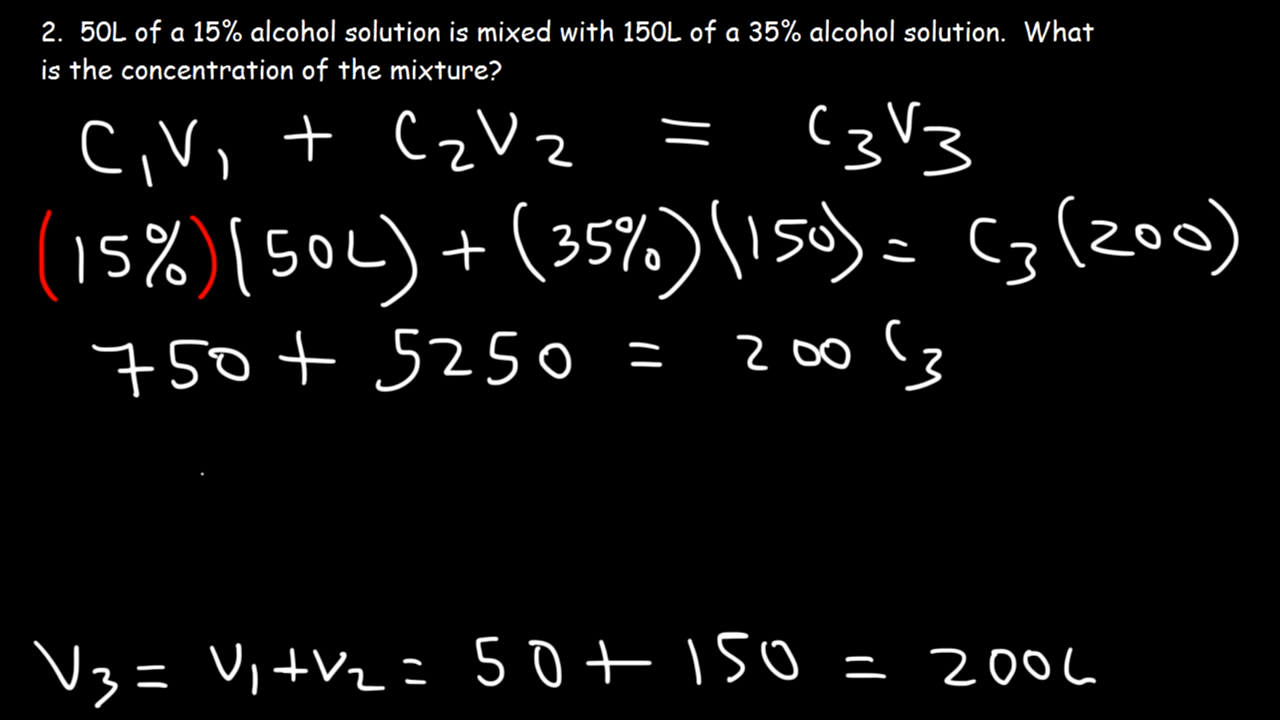 2. 50L of a 15% alcohol solution is mixed with 150L of a 35% alcohol solution. What
is the concentration of the mixture?
C₁V₁ + C₂V₂ = C₃V₃
(15%)(50L) + (35%)(150) = C₃(200)
750 + 5250 = 200 C₃
V₃ = V₁+V₂ = 50 + 150 = 200L